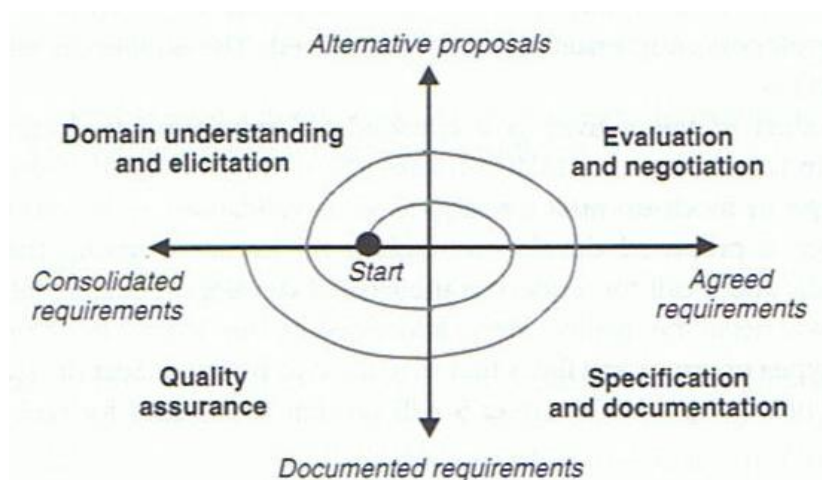 Alternative proposals
Domain understanding
and elicitation
Evaluation
and negotiation
Start
Consolidated
requirements
Agreed
requirements
Quality
assurance
Specification
and documentation
Documented requirements